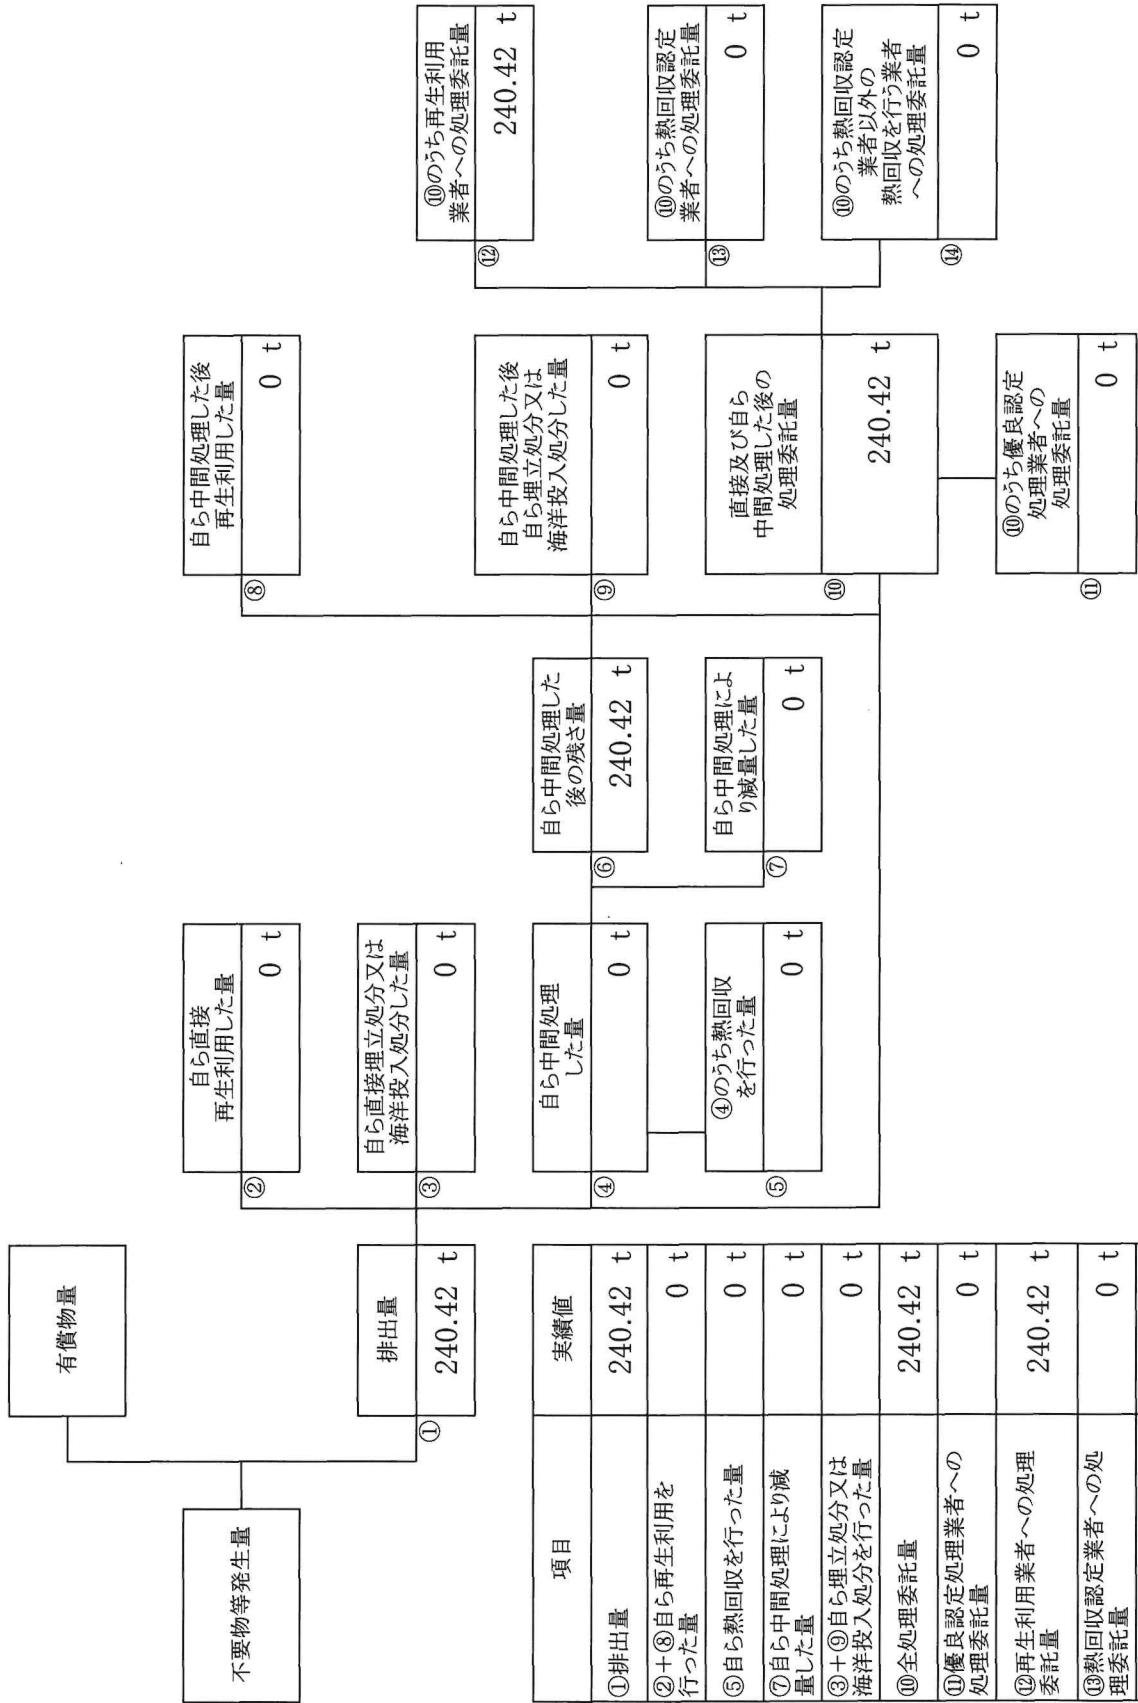 不要物等発生量
有償物量
排出量
① 240.42 t
自ら直接
再生利用した量
② 0 t
自ら直接埋立処分又は
海洋投入処分した量
③ 0 t
自ら中間処理
した量
④ 0 t
④のうち熱回収
を行った量
⑤ 0 t
自ら中間処理した
後の残さ量
⑥ 240.42 t
自ら中間処理によ
り減量した量
⑦ 0 t
自ら中間処理した後
再生利用した量
⑧ 0 t
自ら中間処理した後
自ら埋立処分又は
海洋投入処分した量
⑨ 0 t
直接及び自ら
中間処理した後の
処理委託量
⑩ 240.42 t
⑩のうち優良認定
処理業者への
処理委託量
⑪ 0 t
⑩のうち再生利用
業者への処理委託量
⑫ 240.42 t
⑩のうち熱回収認定
業者への処理委託量
⑬ 0 t
⑩のうち熱回収認定
業者以外の
熱回収を行う業者
への処理委託量
⑭ 0 t
項目 実績値
①排出量 240.42 t
②+⑧自ら再生利用を
行った量 0 t
⑤自ら熱回収を行った量 0 t
⑦自ら中間処理により減
量した量 0 t
③+⑨自ら埋立処分又は
海洋投入処分を行った量 0 t
⑩全処理委託量 240.42 t
⑪優良認定処理業者への
処理委託量 0 t
⑫再生利用業者への処理
委託量 240.42 t
⑬熱回収認定業者への処
理委託量 0 t